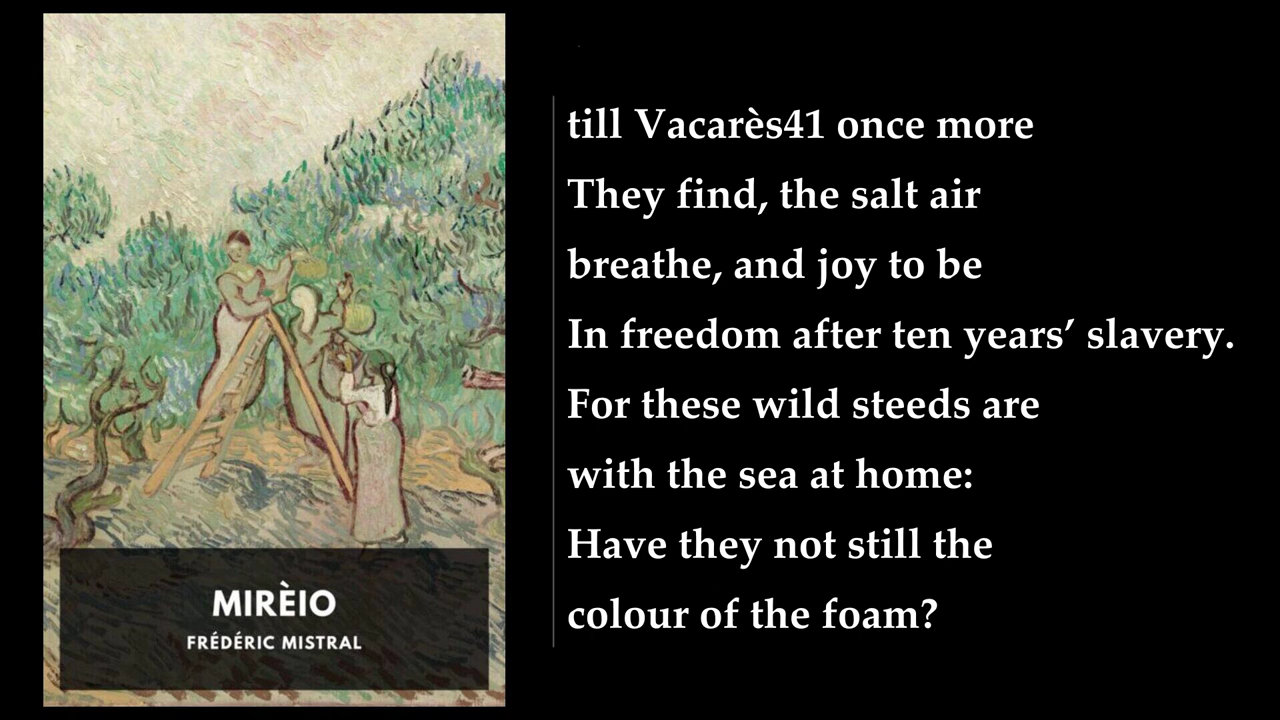 MIRÈIO
FRÉDÉRIC MISTRAL
till Vacarès41 once more
They find, the salt air
breathe, and joy to be
In freedom after ten years’ slavery.
For these wild steeds are
with the sea at home:
Have they not still the
colour of the foam?